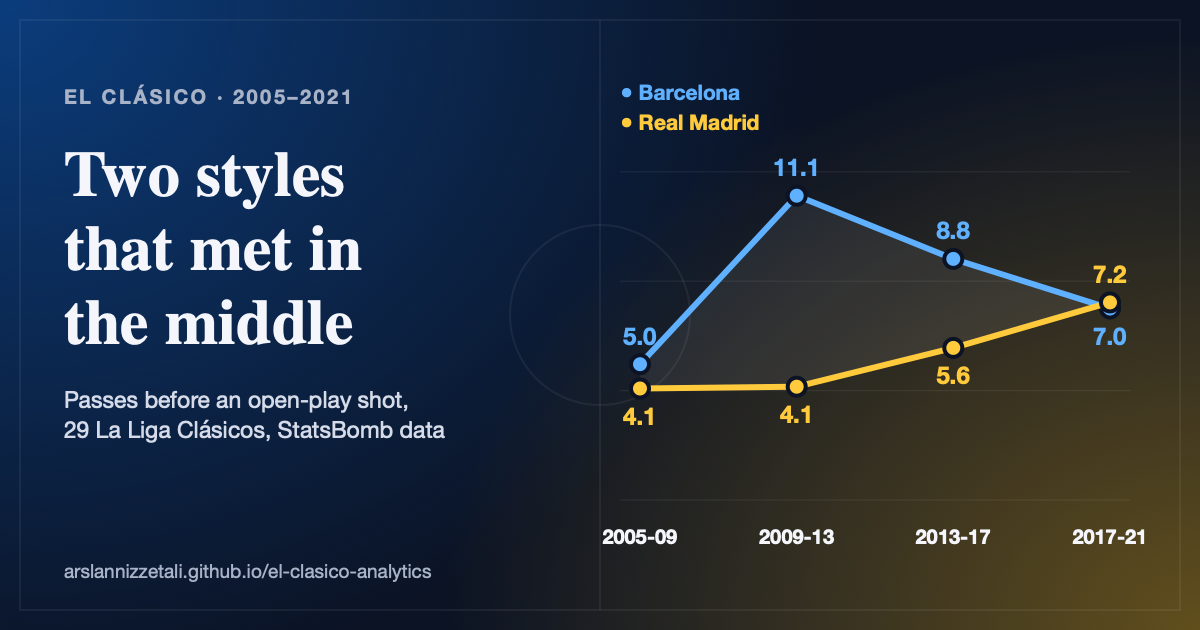 EL CLÁSICO · 2005–2021
Two styles
that met in
the middle
Passes before an open-play shot,
29 La Liga Clásicos, StatsBomb data
arslannizzetali.github.io/el-clasico-analytics
Barcelona
Real Madrid
11.1
8.8
7.2
5.0
7.0
5.6
4.1
4.1
2005-09
2009-13
2013-17
2017-21